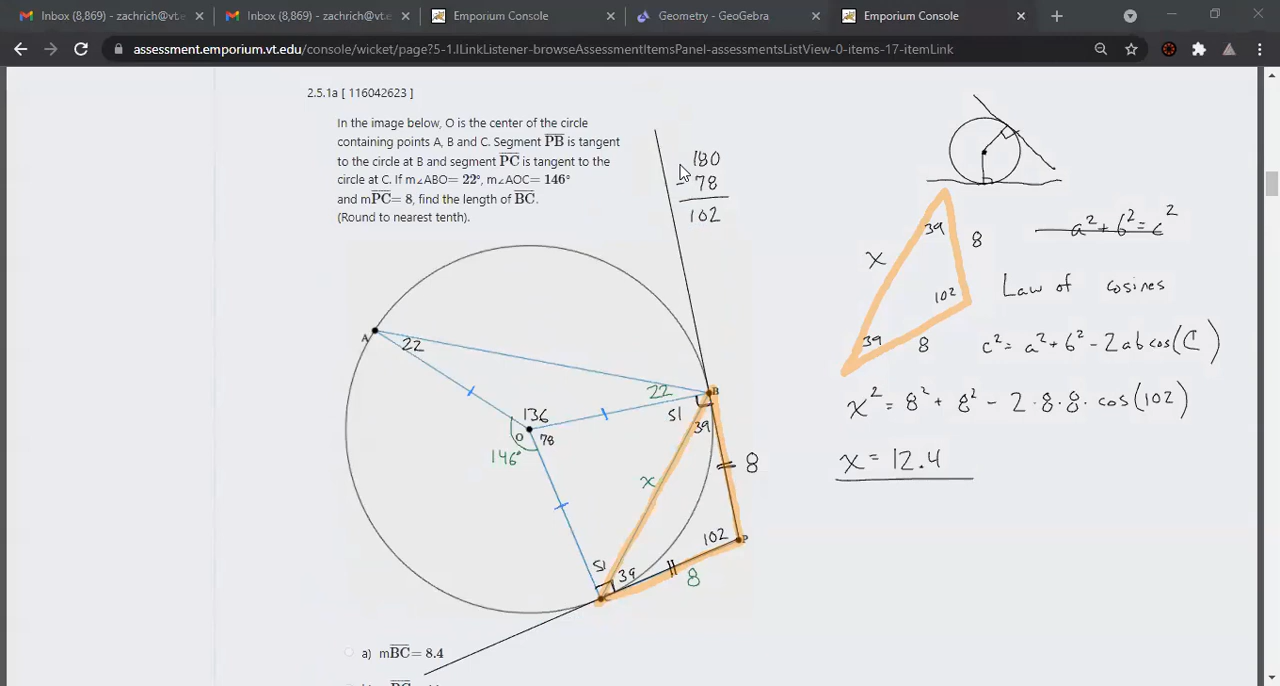 Inbox (8,869) - zachrich@vt.e
Inbox (8,869) - zachrich@vt.e
Emporium Console
Geometry - GeoGebra
Emporium Console
assessment.emporium.vt.edu/console/wicket/page?5-1.ILinkListener-browseAssessmentItemsPanel-assessmentsListView-0-items-17-itemLink
2.5.1a [ 116042623 ]
In the image below, O is the center of the circle
containing points A, B and C. Segment PB is tangent
to the circle at B and segment PC is tangent to the
circle at C. If m∠ABO= 22°, m∠AOC= 146°
and mPC= 8, find the length of BC.
(Round to nearest tenth).
180
- 78
102
39
8
x
102
39
8
a²+6²=c²
Law of cosines
c²= a²+6²-2abcos(C)
x²= 8²+ 8²- 2·8·8·cos(102)
x= 12.4
A
22
22
B
136
51
39
O
78
146°
x
= 8
102
P
51
39
8
a) mBC= 8.4